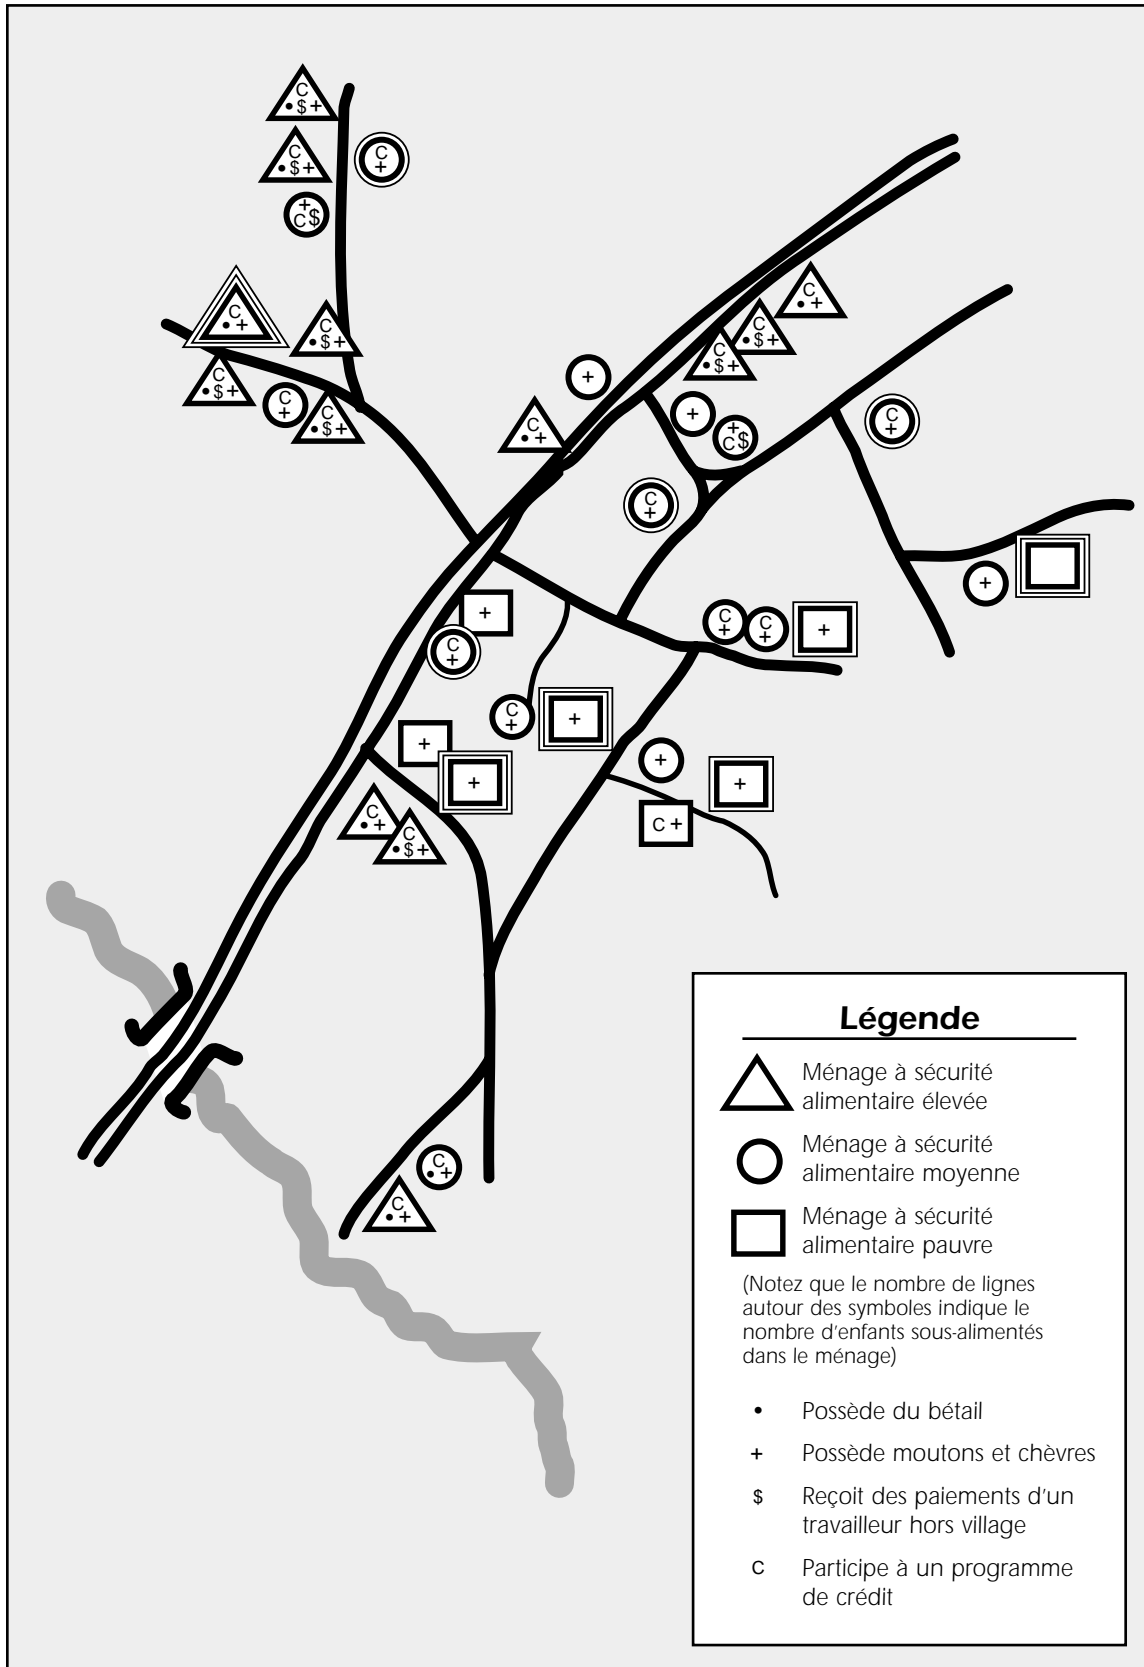 C
• $ +
C
• $ +
C
+
+
C $
C
• +
C
• $ +
C
• $ +
C
+
C
• $ +
C
• +
C
• $ +
C
• $ +
+
C
• +
+
+
C $
C
+
C
+
+
+
C
+
C
+
C
+
+
C
+
+
+
+
+
+
C +
C
• +
C
• $ +
C
• +
C
• +
Légende
Ménage à sécurité
alimentaire élevée
Ménage à sécurité
alimentaire moyenne
Ménage à sécurité
alimentaire pauvre
(Notez que le nombre de lignes
autour des symboles indique le
nombre d'enfants sous-alimentés
dans le ménage)
• Possède du bétail
+ Possède moutons et chèvres
$ Reçoit des paiements d'un
travailleur hors village
C Participe à un programme
de crédit